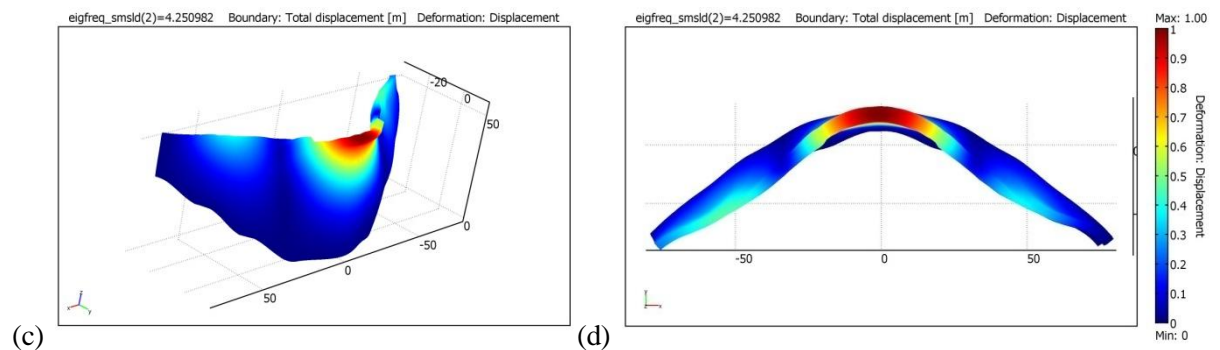 eigfreq_smsld(2)=4.250982 Boundary: Total displacement [m] Deformation: Displacement
-20
0
50
0
-50
0
50
x
y
z
(c)
eigfreq_smsld(2)=4.250982 Boundary: Total displacement [m] Deformation: Displacement
-50
0
50
y
x
(d)
Max: 1.00
1
0.9
0.8
0.7
0.6
0.5
0.4
0.3
0.2
0.1
0
Min: 0
Deformation: Displacement